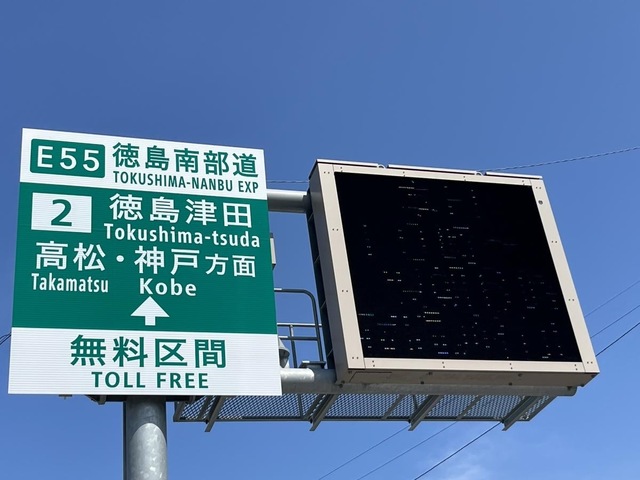 E55 徳島南部道
TOKUSHIMA-NANBU EXP
2 徳島津田
Tokushima-tsuda
高松・神戸方面
Takamatsu Kobe
無料区間
TOLL FREE